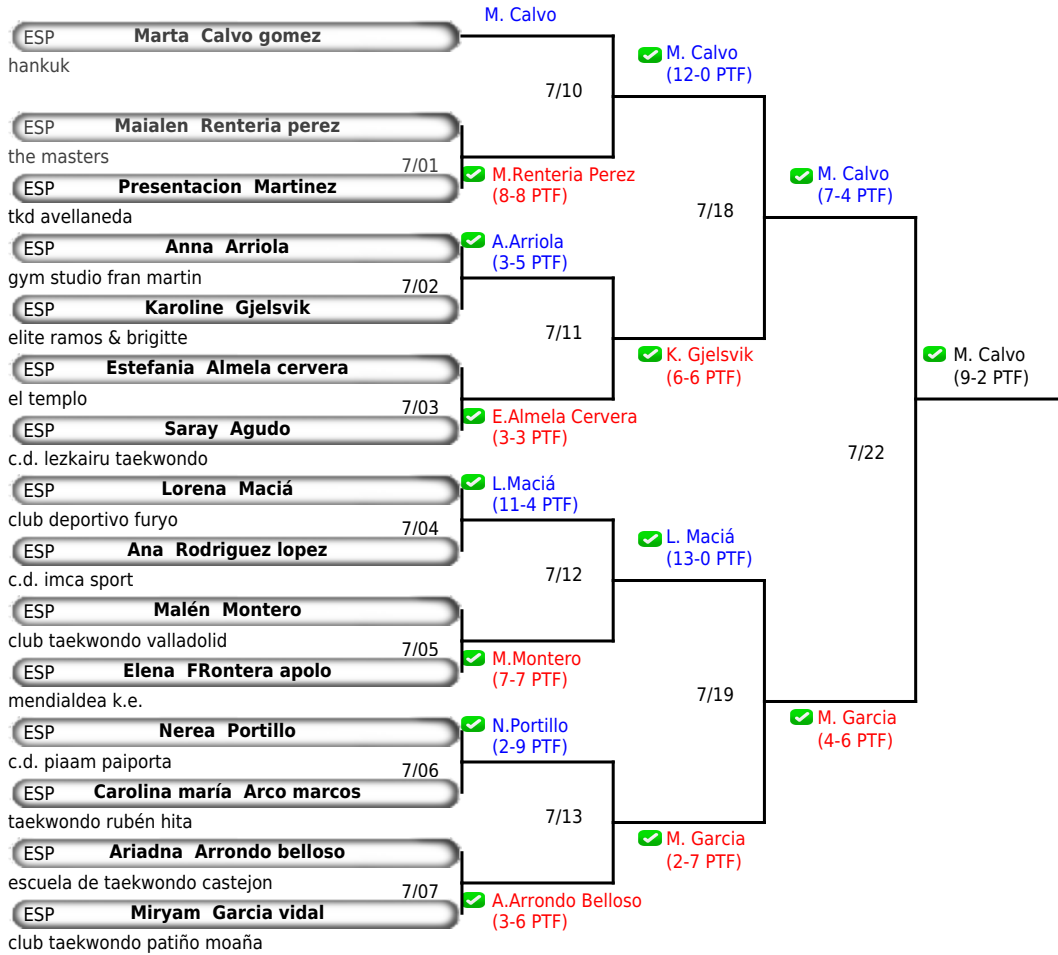 M. Calvo
ESP Marta Calvo gomez
hankuk
M. Calvo
(12-0 PTF)
7/10
ESP Maialen Renteria perez
the masters
7/01
M.Renteria Perez
(8-8 PTF)
ESP Presentacion Martinez
tkd avellaneda
M. Calvo
(7-4 PTF)
7/18
ESP Anna Arriola
A.Arriola
(3-5 PTF)
gym studio fran martin
7/02
ESP Karoline Gjelsvik
elite ramos & brigitte
7/11
K. Gjelsvik
(6-6 PTF)
M. Calvo
(9-2 PTF)
ESP Estefania Almela cervera
el templo
7/03
E.Almela Cervera
(3-3 PTF)
ESP Saray Agudo
c.d. lezkairu taekwondo
7/22
ESP Lorena Maciá
L.Maciá
(11-4 PTF)
club deportivo furyo
7/04
ESP Ana Rodriguez lopez
c.d. imca sport
7/12
L. Maciá
(13-0 PTF)
ESP Malén Montero
club taekwondo valladolid
7/05
M.Montero
(7-7 PTF)
ESP Elena FRontera apolo
mendialdea k.e.
7/19
M. Garcia
(4-6 PTF)
ESP Nerea Portillo
N.Portillo
(2-9 PTF)
c.d. piaam paiporta
7/06
ESP Carolina maría Arco marcos
taekwondo rubén hita
7/13
M. Garcia
(2-7 PTF)
ESP Ariadna Arrondo belloso
escuela de taekwondo castejon
7/07
A.Arrondo Belloso
(3-6 PTF)
ESP Miryam Garcia vidal
club taekwondo patiño moaña